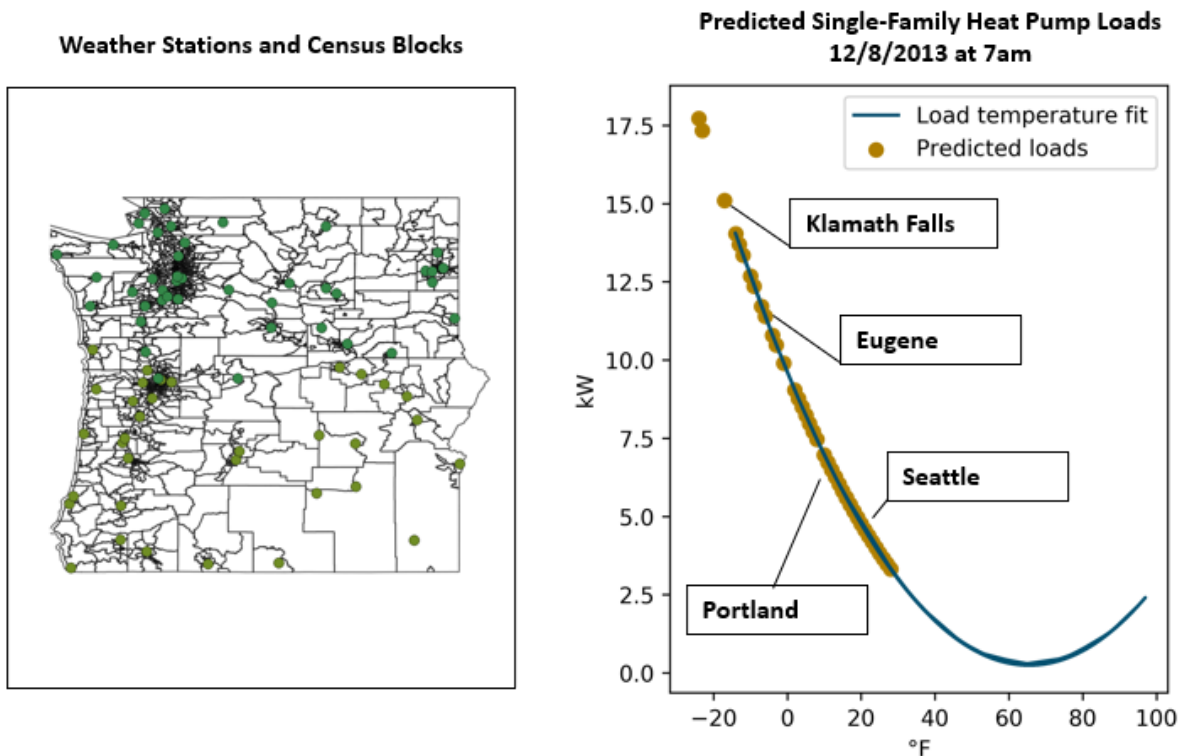 Weather Stations and Census Blocks
Predicted Single-Family Heat Pump Loads
12/8/2013 at 7am
Load temperature fit
Predicted loads
17.5
15.0
12.5
10.0
7.5
5.0
2.5
0.0
kW
Klamath Falls
Eugene
Seattle
Portland
−20
0
20
40
60
80
100
°F